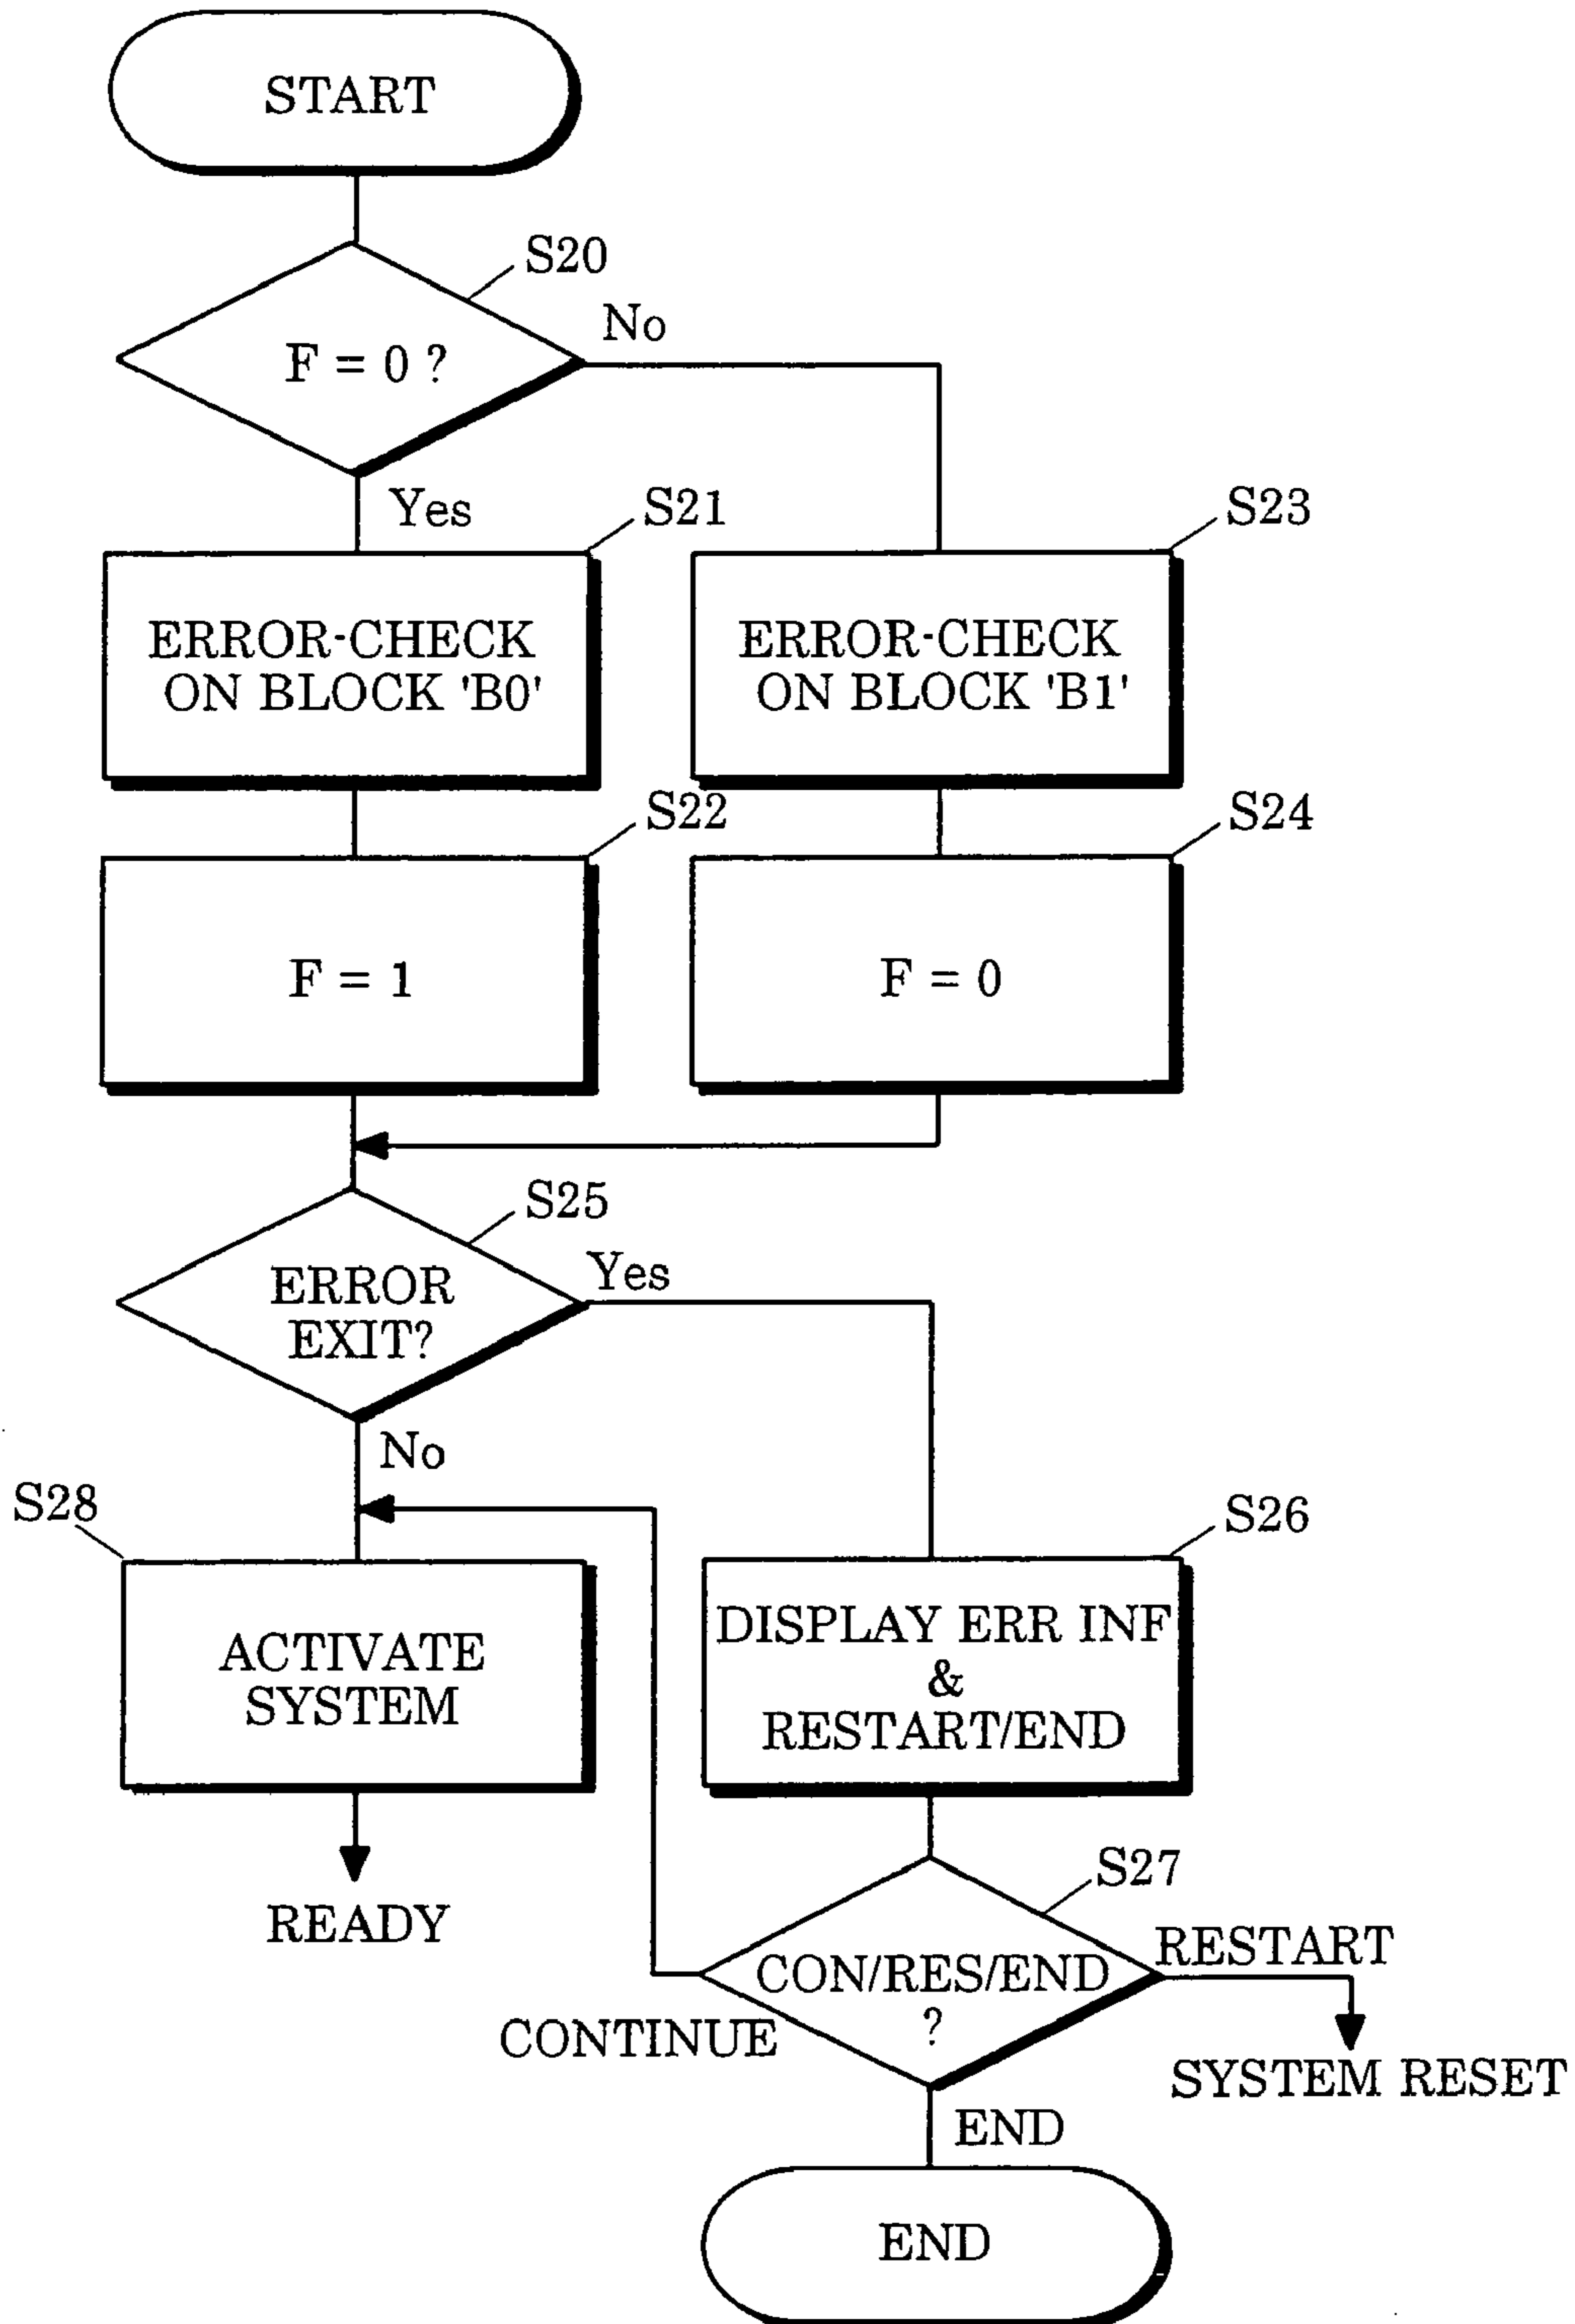 START
S20
F = 0 ?
No
Yes
S21
S23
ERROR-CHECK
ON BLOCK 'B0'
ERROR-CHECK
ON BLOCK 'B1'
S22
S24
F = 1
F = 0
S25
ERROR
EXIT?
Yes
No
S28
S26
ACTIVATE
SYSTEM
DISPLAY ERR INF
&
RESTART/END
READY
S27
CON/RES/END
?
RESTART
CONTINUE
SYSTEM RESET
END
END